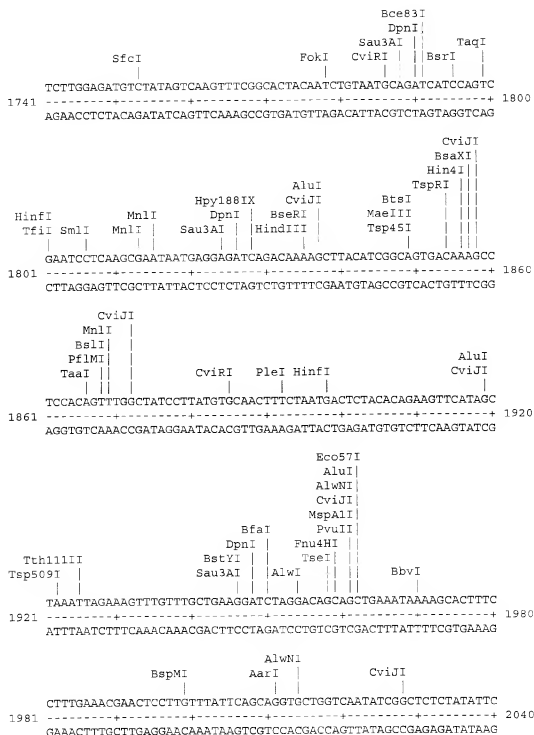 Bce83I
DpnI
Sau3AI
SfcI FokI CviRI BsrI TaqI
TCTTGGAGATGTCTATAGTCAAGTTTCGGCACTACAATCTGTAATGCAGATCATCCAGTC
1741 ---------+---------+---------+---------+---------+---------+ 1800
AGAACCTCTACAGATATCAGTTCAAAGCCGTGATGTTAGACATTACGTCTAGTAGGTCAG
CviJI
BsaXI
AluI Hin4I
Hpy188IX CviJI BtsI TspRI
HinfI MnlI DpnI BseRI MaeIII
TfiI SmlI MnlI Sau3AI HindIII Tsp45I
GAATCCTCAAGCGAATAATGAGGAGATCAGACAAAAGCTTACATCGGCAGTGACAAAGCC
1801 ---------+---------+---------+---------+---------+---------+ 1860
CTTAGGAGTTCGCTTATTACTCCTCTAGTCTGTTTTCGAATGTAGCCGTCACTGTTTCGG
CviJI
MnlI
BslI
PflMI AluI
TaaI CviRI PleI HinfI CviJI
TCCACAGTTTGGCTATCCTTATGTGCAACTTTCTAATGACTCTACACAGAAGTTCATAGC
1861 ---------+---------+---------+---------+---------+---------+ 1920
AGGTGTCAAACCGATAGGAATACACGTTGAAAGATTACTGAGATGTGTCTTCAAGTATCG
Eco57I
AluI
AlwNI
CviJI
MspA1I
BfaI PvuII
DpnI Fnu4HI
Tth111II BstYI TseI
Tsp509I Sau3AI AlwI BbvI
TAAATTAGAAAGTTTGTTTGCTGAAGGATCTAGGACAGCAGCTGAAATAAAAGCACTTTC
1921 ---------+---------+---------+---------+---------+---------+ 1980
ATTTAATCTTTCAAACAAACGACTTCCTAGATCCTGTCGTCGACTTTATTTTCGTGAAAG
AlwNI
BspMI AarI CviJI
CTTTGAAACGAACTCCTTGTTTATTCAGCAGGTGCTGGTCAATATCGGCTCTCTATATTC
1981 ---------+---------+---------+---------+---------+---------+ 2040
GAAACTTTGCTTGAGGAACAAATAAGTCGTCCACGACCAGTTATAGCCGAGAGATATAAG